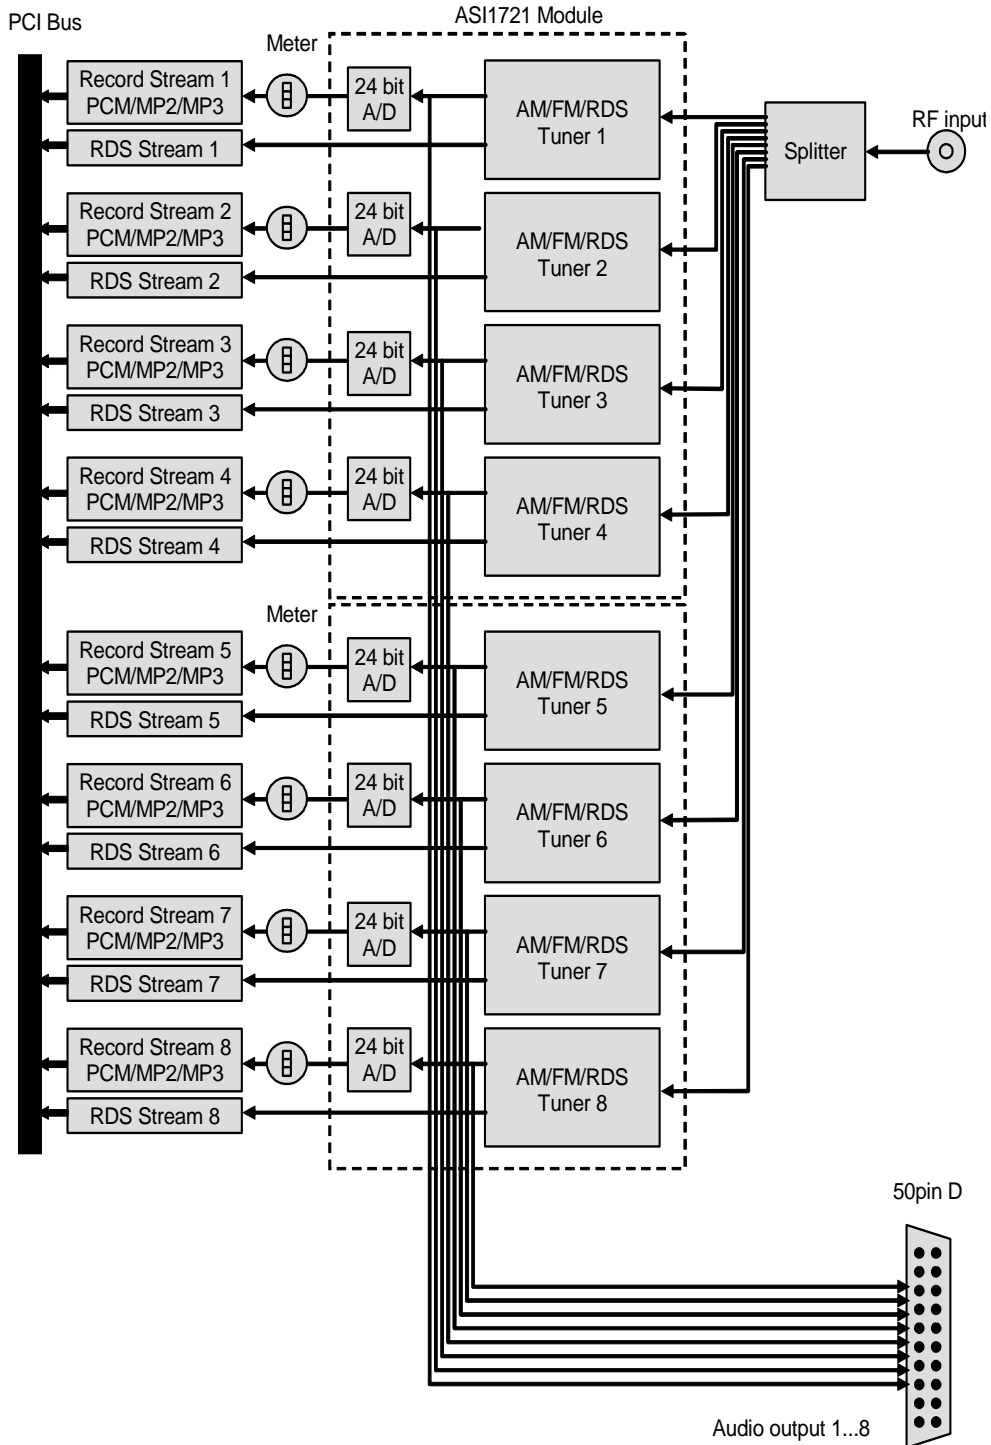 ASI1721 Module
PCI Bus
Meter
Record Stream 1
PCM/MP2/MP3
24 bit
A/D
AM/FM/RDS
Tuner 1
RF input
Splitter
RDS Stream 1
Record Stream 2
PCM/MP2/MP3
24 bit
A/D
AM/FM/RDS
Tuner 2
RDS Stream 2
Record Stream 3
PCM/MP2/MP3
24 bit
A/D
AM/FM/RDS
Tuner 3
RDS Stream 3
Record Stream 4
PCM/MP2/MP3
24 bit
A/D
AM/FM/RDS
Tuner 4
RDS Stream 4
Meter
Record Stream 5
PCM/MP2/MP3
24 bit
A/D
AM/FM/RDS
Tuner 5
RDS Stream 5
Record Stream 6
PCM/MP2/MP3
24 bit
A/D
AM/FM/RDS
Tuner 6
RDS Stream 6
Record Stream 7
PCM/MP2/MP3
24 bit
A/D
AM/FM/RDS
Tuner 7
RDS Stream 7
Record Stream 8
PCM/MP2/MP3
24 bit
A/D
AM/FM/RDS
Tuner 8
RDS Stream 8
50pin D
Audio output 1...8